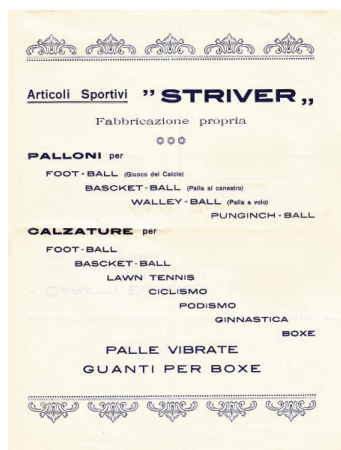 Articoli Sportivi ” STRIVER „
Fabbricazione propria
PALLONI per
FOOT - BALL (Giuoco del Calcio)
BASCKET - BALL (Palla al canestro)
WALLEY - BALL (Palla a volo)
PUNGINCH - BALL
CALZATURE per
FOOT - BALL
BASCKET - BALL
LAWN TENNIS
CICLISMO
PODISMO
GINNASTICA
BOXE
PALLE VIBRATE
GUANTI PER BOXE